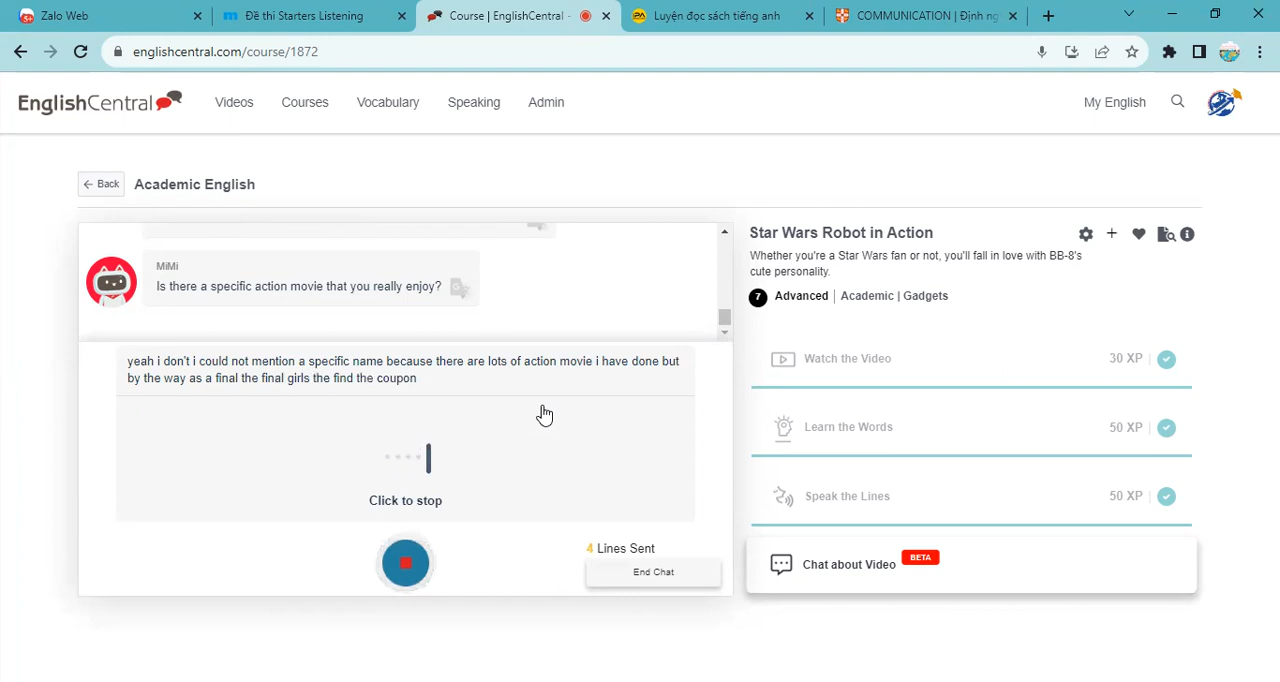 Zalo Web
Đề thi Starters Listening
Course | EnglishCentral -
Luyện đọc sách tiếng anh
COMMUNICATION | Định ng
englishcentral.com/course/1872
EnglishCentral
Videos
Courses
Vocabulary
Speaking
Admin
My English
Back
Academic English
MiMi
Is there a specific action movie that you really enjoy?
yeah i don't i could not mention a specific name because there are lots of action movie i have done but
by the way as a final the final girls the find the coupon
Click to stop
4 Lines Sent
End Chat
Star Wars Robot in Action
Whether you're a Star Wars fan or not, you'll fall in love with BB-8's
cute personality.
7 Advanced | Academic | Gadgets
Watch the Video
30 XP
Learn the Words
50 XP
Speak the Lines
50 XP
Chat about Video
BETA